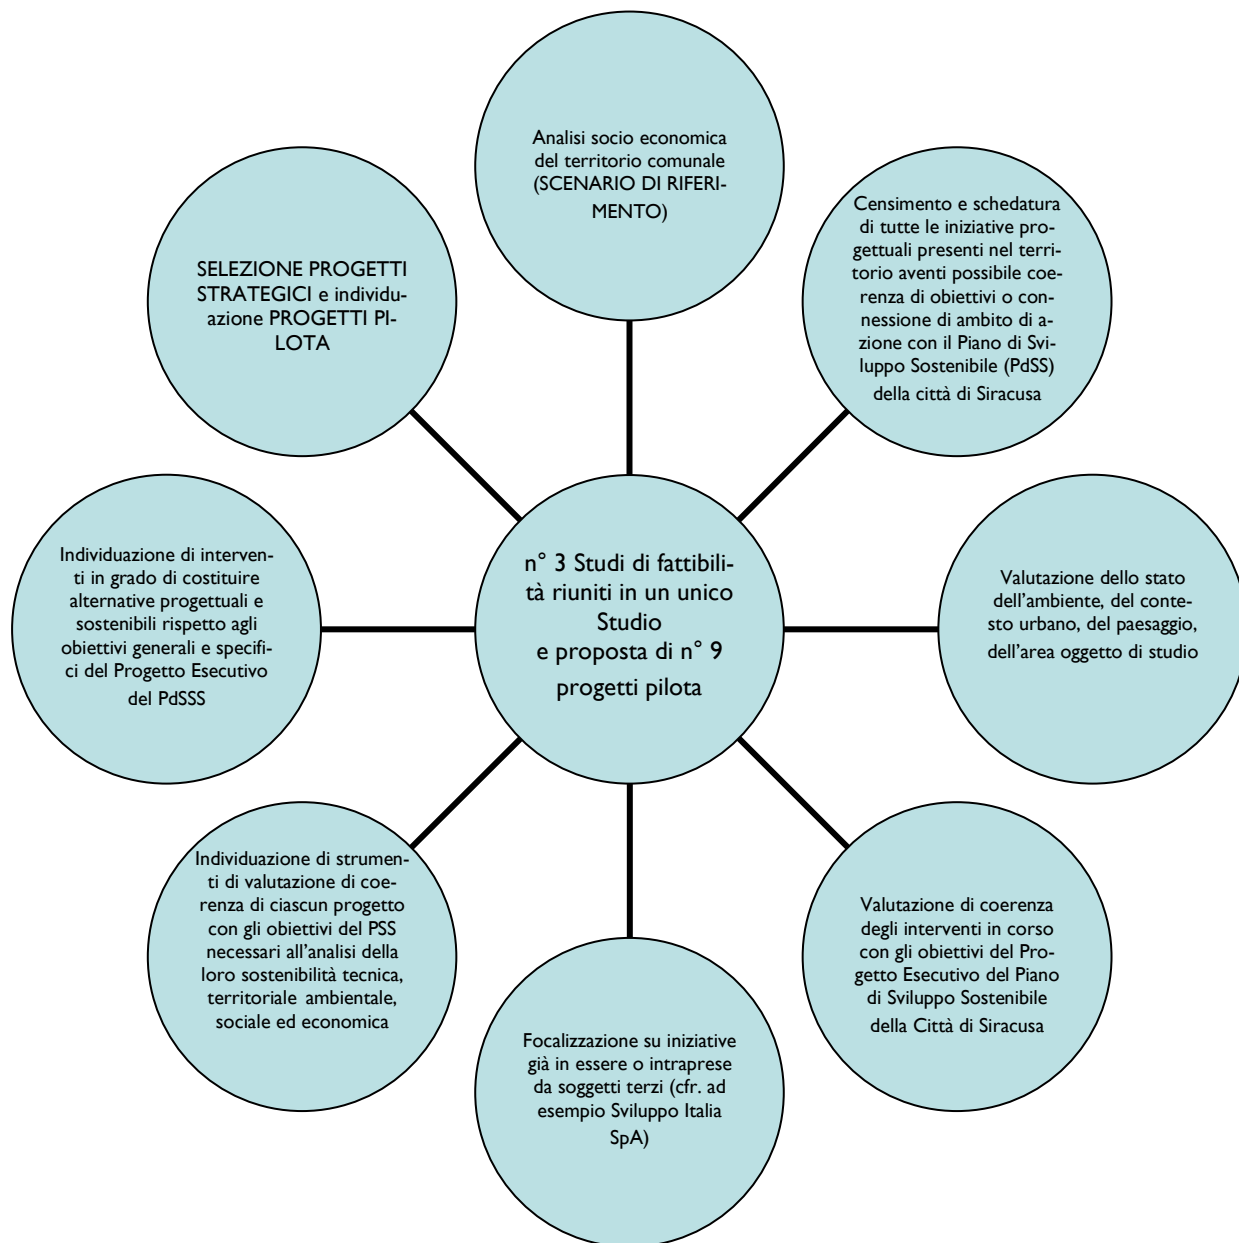 Analisi socio economica
del territorio comunale
(SCENARIO DI RIFERI-
MENTO)
Censimento e schedatura
di tutte le iniziative pro-
gettuali presenti nel terri-
torio aventi possibile coe-
renza di obiettivi o con-
nessione di ambito di a-
zione con il Piano di Svi-
luppo Sostenibile (PdSS)
della città di Siracusa
Valutazione dello stato
dell’ambiente, del conte-
sto urbano, del paesaggio,
dell’area oggetto di studio
Valutazione di coerenza
degli interventi in corso
con gli obiettivi del Pro-
getto Esecutivo del Piano
di Sviluppo Sostenibile
della Città di Siracusa
Focalizzazione su iniziative
già in essere o intraprese
da soggetti terzi (cfr. ad
esempio Sviluppo Italia
SpA)
Individuazione di strumen-
ti di valutazione di coe-
renza di ciascun progetto
con gli obiettivi del PSS
necessari all’analisi della
loro sostenibilità tecnica,
territoriale ambientale,
sociale ed economica
Individuazione di interven-
ti in grado di costituire
alternative progettuali e
sostenibili rispetto agli
obiettivi generali e specifi-
ci del Progetto Esecutivo
del PdSSS
SELEZIONE PROGETTI
STRATEGICI e individu-
azione PROGETTI PI-
LOTA
n° 3 Studi di fattibili-
tà riuniti in un unico
Studio
e proposta di n° 9
progetti pilota